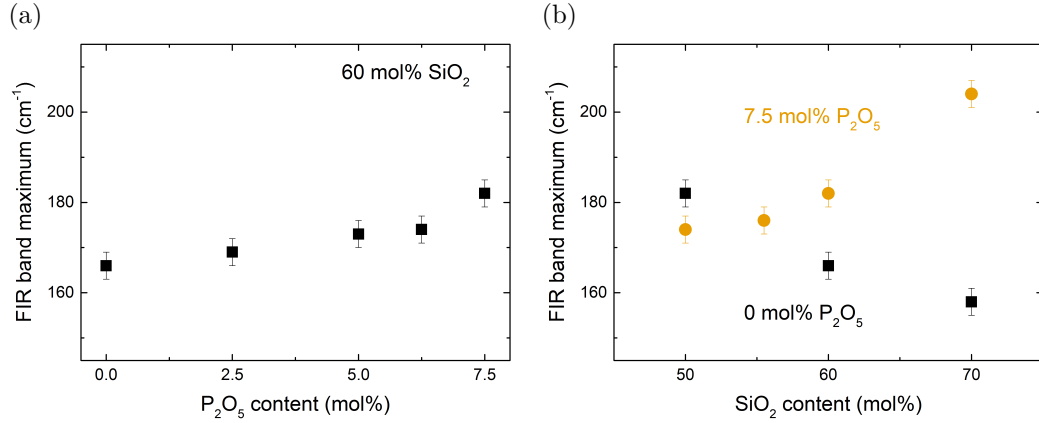 (a)
60 mol% SiO₂
FIR band maximum (cm⁻¹)
200
180
160
0.0 2.5 5.0 7.5
P₂O₅ content (mol%)
(b)
7.5 mol% P₂O₅
0 mol% P₂O₅
FIR band maximum (cm⁻¹)
200
180
160
50 60 70
SiO₂ content (mol%)